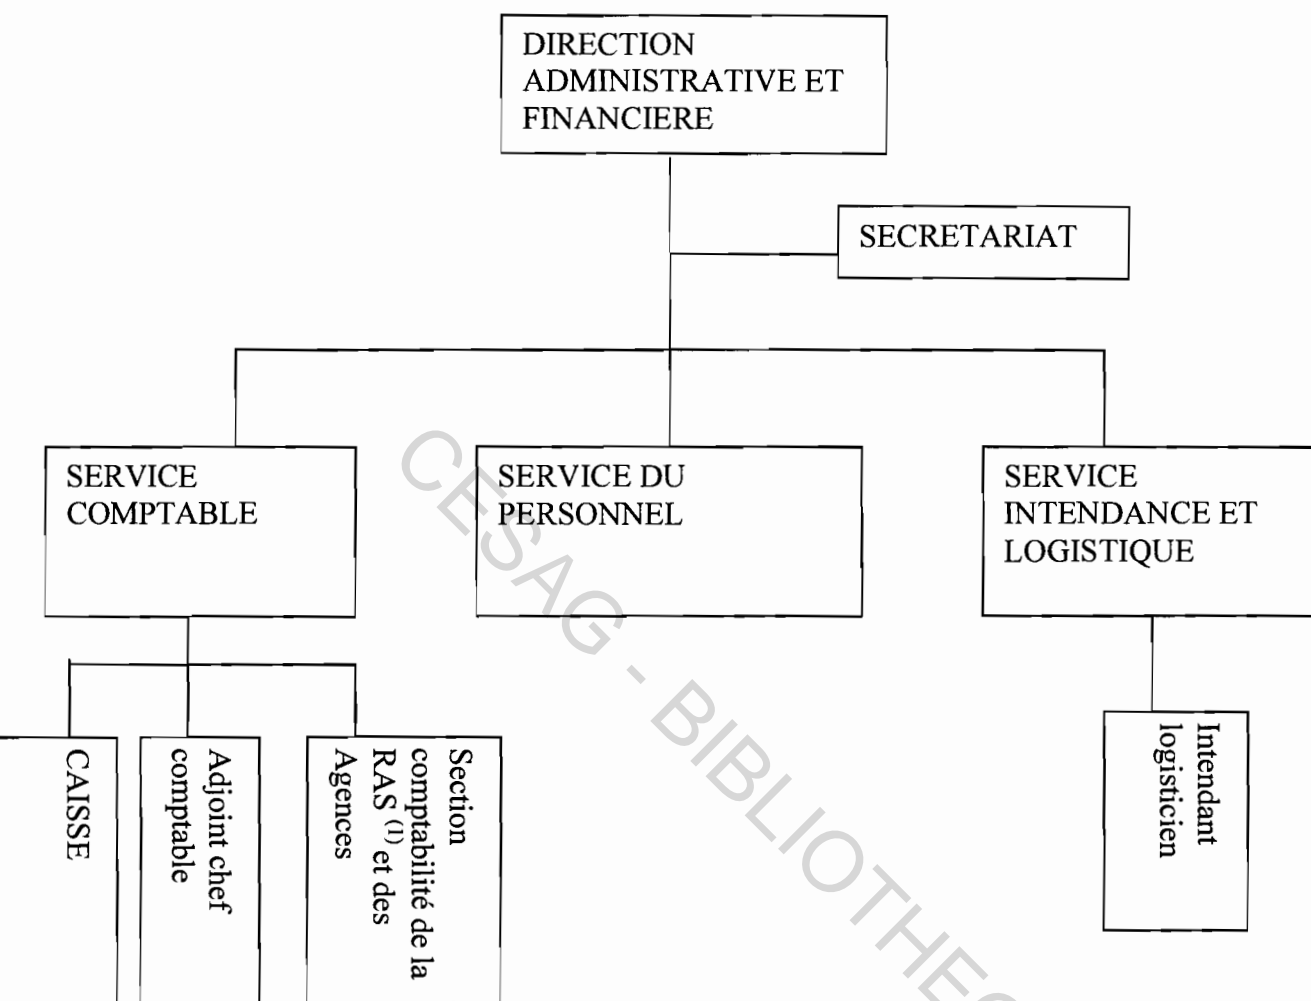 DIRECTION
ADMINISTRATIVE ET
FINANCIERE
SECRETARIAT
SERVICE
COMPTABLE
SERVICE DU
PERSONNEL
SERVICE
INTENDANCE ET
LOGISTIQUE
CAISSE
Adjoint chef
comptable
Section
comptabilité de la
RAS (1) et des
Agences
Intendant
logisticien
CESAG - BIBLIOTHE